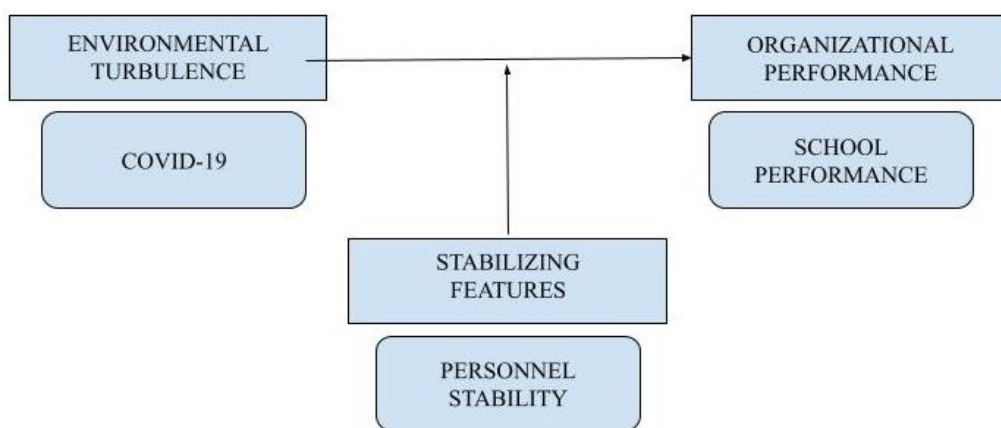 ENVIRONMENTAL
TURBULENCE
COVID-19
ORGANIZATIONAL
PERFORMANCE
SCHOOL
PERFORMANCE
STABILIZING
FEATURES
PERSONNEL
STABILITY